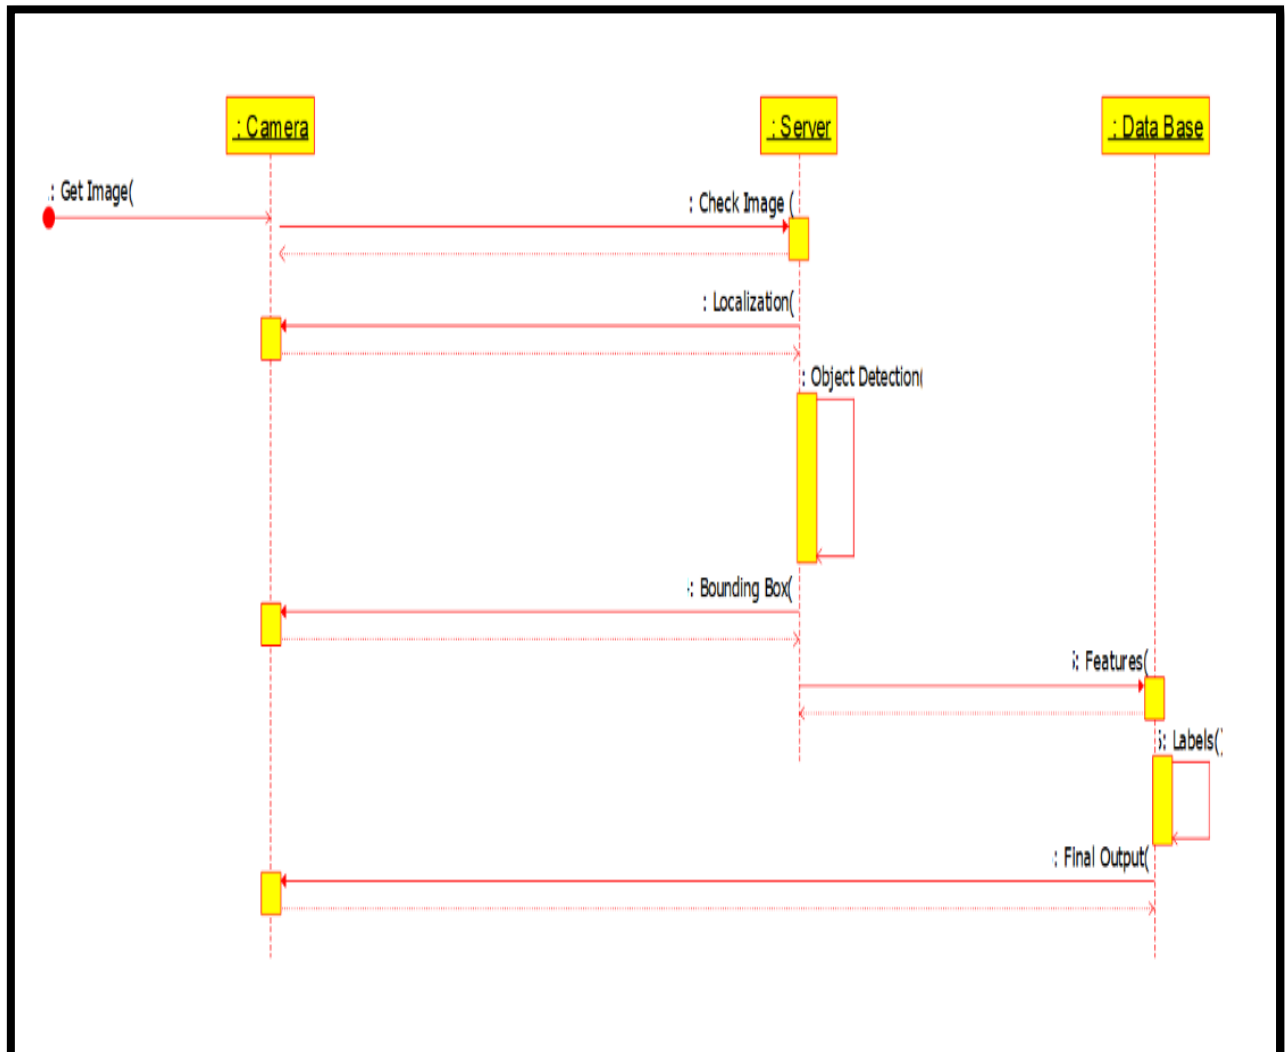 : Camera
: Server
: Data Base
: Get Image(
: Check Image (
: Localization(
: Object Detection(
: Bounding Box(
: Features(
: Labels()
: Final Output(